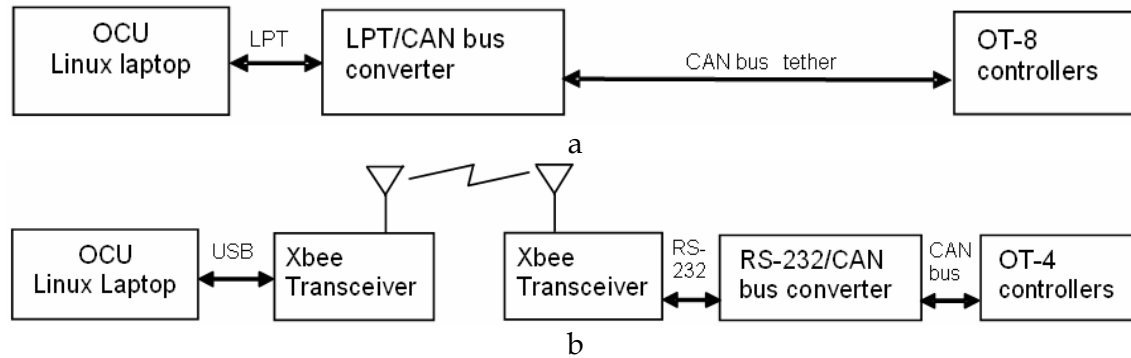 OCU
Linux laptop
LPT
LPT/CAN bus
converter
CAN bus tether
OT-8
controllers
a
OCU
Linux Laptop
USB
Xbee
Transceiver
Xbee
Transceiver
RS-
232
RS-232/CAN
bus converter
CAN
bus
OT-4
controllers
b